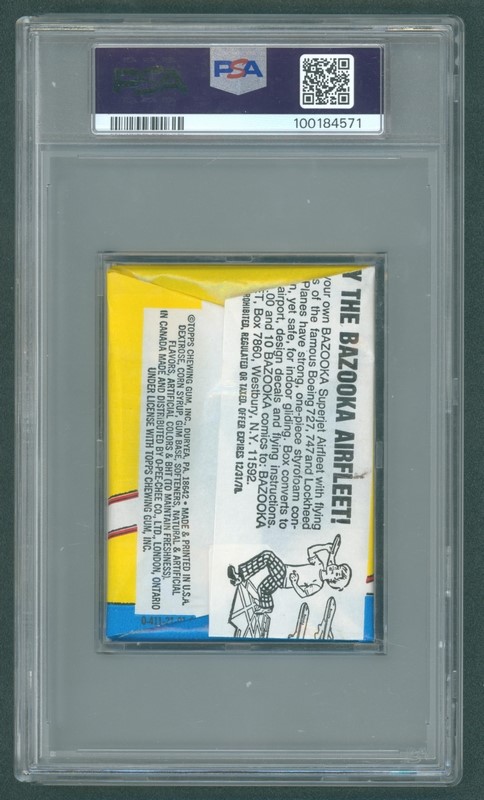 PSA
100184571
Y THE BAZOOKA AIRFLEET!
your own BAZOOKA Superjet Airfleet with flying
s of the famous Boeing 727, 747 and Lockheed
Planes have strong, one-piece styrofoam con-
n, yet safe, for indoor gliding. Box converts to
airport, design decals and flying instructions.
.00 and 10 BAZOOKA comics to: BAZOOKA
ET, Box 7860, Westbury, N.Y. 11592.
ROHIBITED, REGULATED OR TAXED. OFFER EXPIRES 12/31/78.
©TOPPS CHEWING GUM, INC., DURYEA, PA. 18642 • MADE & PRINTED IN U.S.A.
DEXTROSE, CORN SYRUP, GUM BASE, SOFTENERS, NATURAL & ARTIFICIAL
FLAVORS, ARTIFICIAL COLORS & BHT (TO MAINTAIN FRESHNESS).
IN CANADA MADE AND DISTRIBUTED BY O-PEE-CHEE CO., LTD., LONDON, ONTARIO
UNDER LICENSE WITH TOPPS CHEWING GUM, INC.